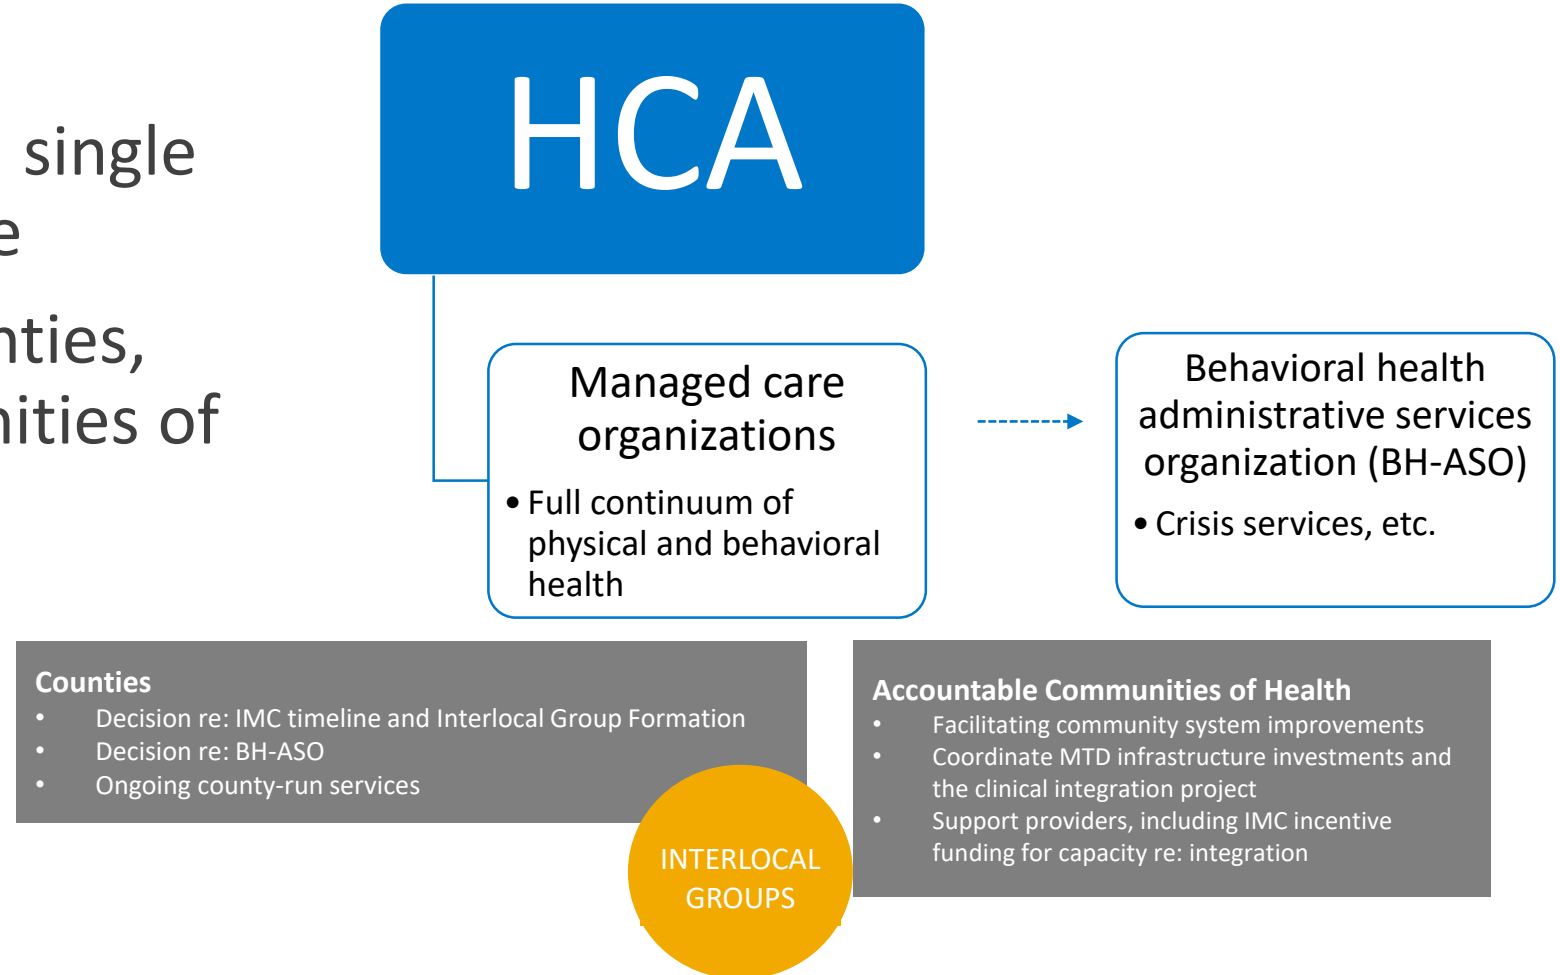 single
e
nties,
nities of
HCA
Managed care
organizations
• Full continuum of
physical and behavioral
health
Behavioral health
administrative services
organization (BH-ASO)
• Crisis services, etc.
Counties
• Decision re: IMC timeline and Interlocal Group Formation
• Decision re: BH-ASO
• Ongoing county-run services
INTERLOCAL
GROUPS
Accountable Communities of Health
• Facilitating community system improvements
• Coordinate MTD infrastructure investments and
the clinical integration project
• Support providers, including IMC incentive
funding for capacity re: integration